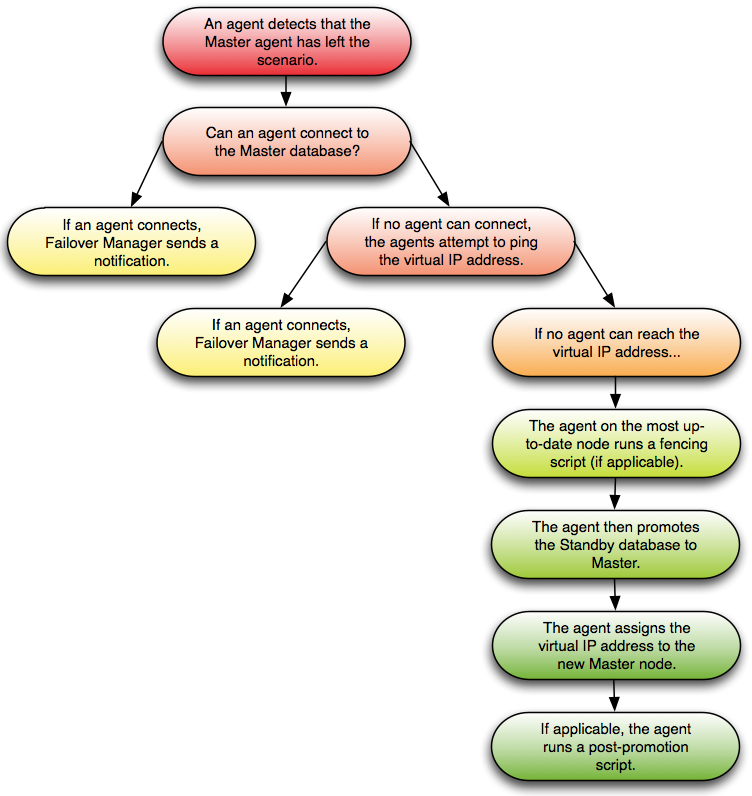 An agent detects that the
Master agent has left the
scenario.
Can an agent connect to
the Master database?
If an agent connects,
Failover Manager sends a
notification.
If no agent can connect,
the agents attempt to ping
the virtual IP address.
If an agent connects,
Failover Manager sends a
notification.
If no agent can reach the
virtual IP address...
The agent on the most up-
to-date node runs a fencing
script (if applicable).
The agent then promotes
the Standby database to
Master.
The agent assigns the
virtual IP address to the
new Master node.
If applicable, the agent
runs a post-promotion
script.